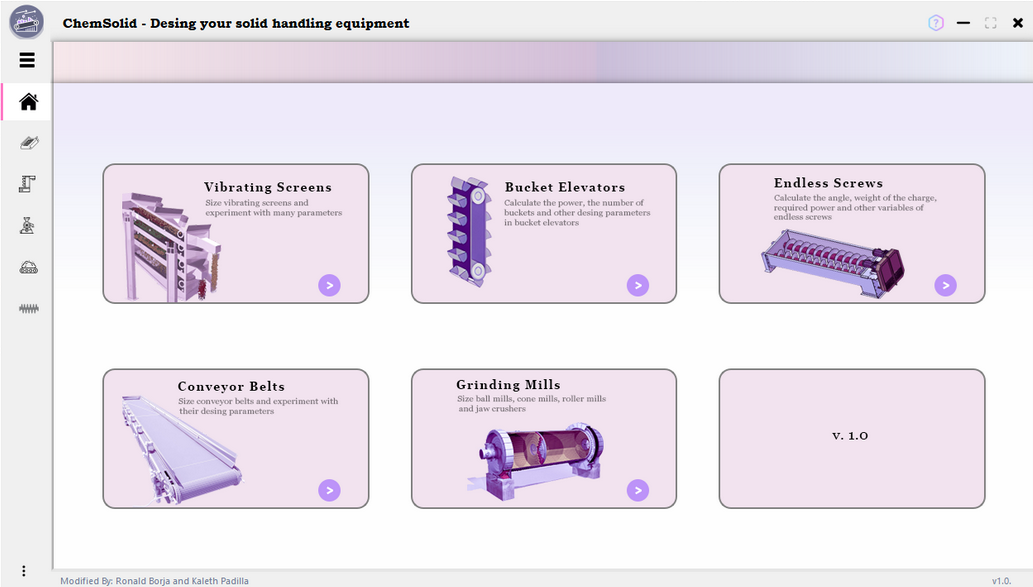 ChemSolid - Desing your solid handling equipment
?
Vibrating Screens
Size vibrating screens and
experiment with many parameters
>
Bucket Elevators
Calculate the power, the number of
buckets and other desing parameters
in bucket elevators
>
Endless Screws
Calculate the angle, weight of the charge,
required power and other variables of
endless screws
>
Conveyor Belts
Size conveyor belts and experiment with
their desing parameters
>
Grinding Mills
Size ball mills, cone mills, roller mills
and jaw crushers
>
v. 1.0
Modified By: Ronald Borja and Kaleth Padilla
v1.0.